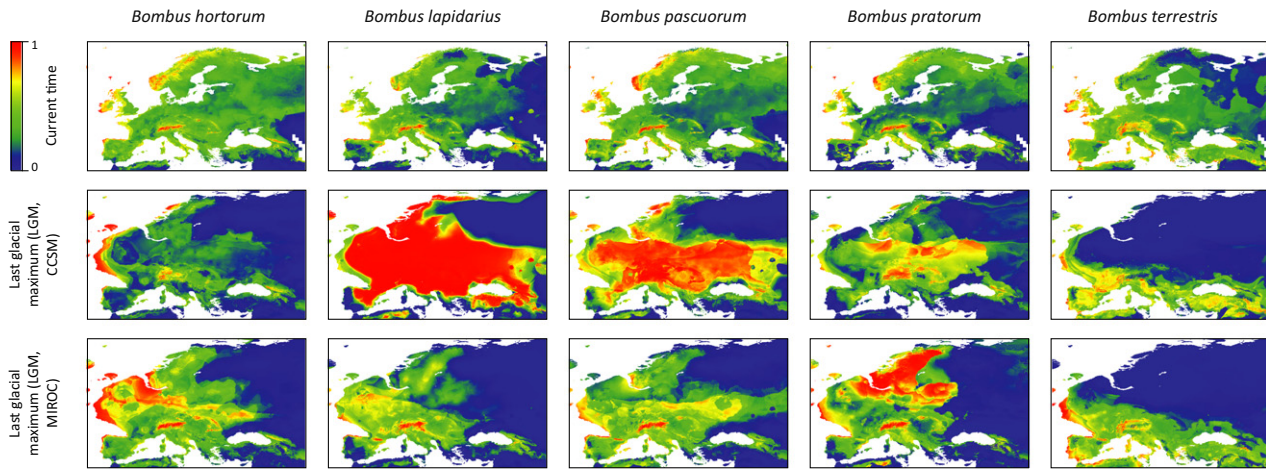 Bombus hortorum
Bombus lapidarius
Bombus pascuorum
Bombus pratorum
Bombus terrestris
1
0
Current time
Last glacial
maximum (LGM,
CCSM)
Last glacial
maximum (LGM,
MIROC)